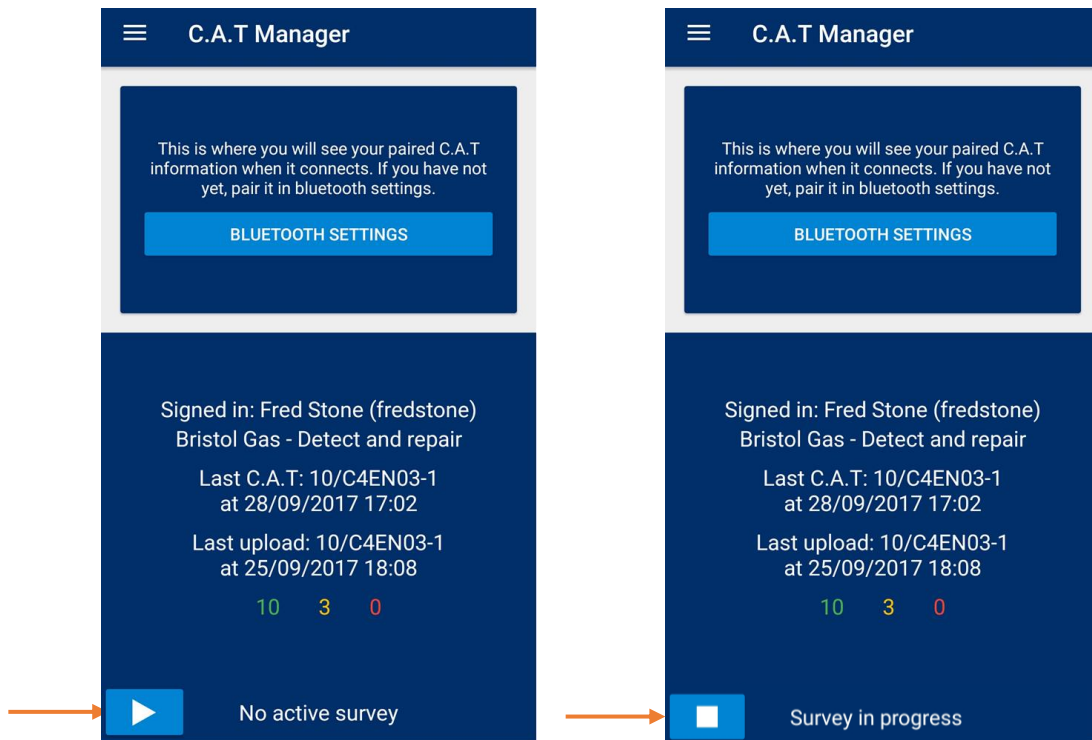 C.A.T Manager
This is where you will see your paired C.A.T
information when it connects. If you have not
yet, pair it in bluetooth settings.
BLUETOOTH SETTINGS
Signed in: Fred Stone (fredstone)
Bristol Gas - Detect and repair
Last C.A.T: 10/C4EN03-1
at 28/09/2017 17:02
Last upload: 10/C4EN03-1
at 25/09/2017 18:08
10 3 0
No active survey
C.A.T Manager
This is where you will see your paired C.A.T
information when it connects. If you have not
yet, pair it in bluetooth settings.
BLUETOOTH SETTINGS
Signed in: Fred Stone (fredstone)
Bristol Gas - Detect and repair
Last C.A.T: 10/C4EN03-1
at 28/09/2017 17:02
Last upload: 10/C4EN03-1
at 25/09/2017 18:08
10 3 0
Survey in progress